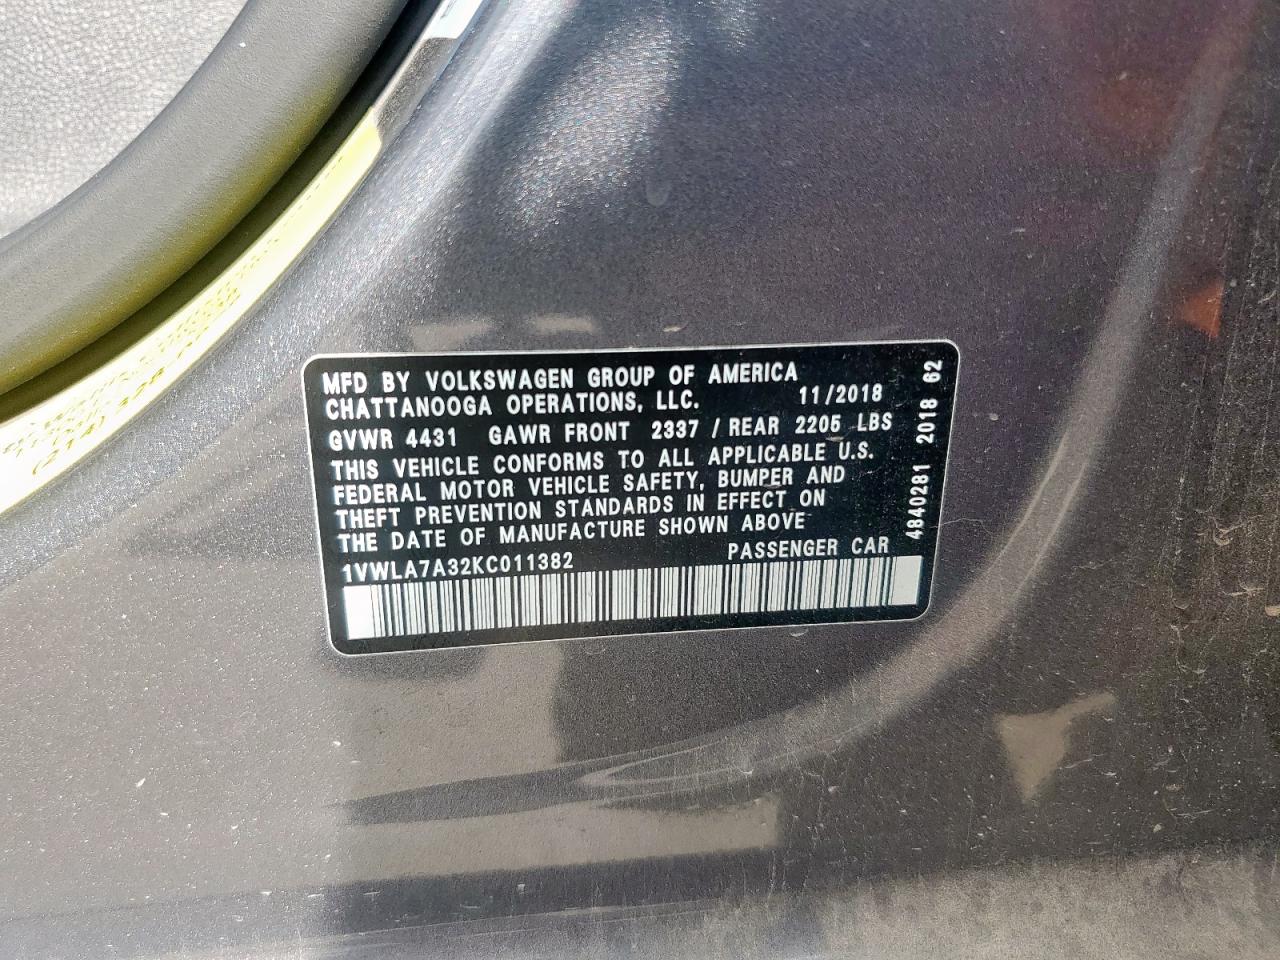 MFD BY VOLKSWAGEN GROUP OF AMERICA
CHATTANOOGA OPERATIONS, LLC. 11/2018
GVWR 4431 GAWR FRONT 2337 / REAR 2205 LBS
THIS VEHICLE CONFORMS TO ALL APPLICABLE U.S.
FEDERAL MOTOR VEHICLE SAFETY, BUMPER AND
THEFT PREVENTION STANDARDS IN EFFECT ON
THE DATE OF MANUFACTURE SHOWN ABOVE
1VWLA7A32KC011382 PASSENGER CAR
4840281 2018 62